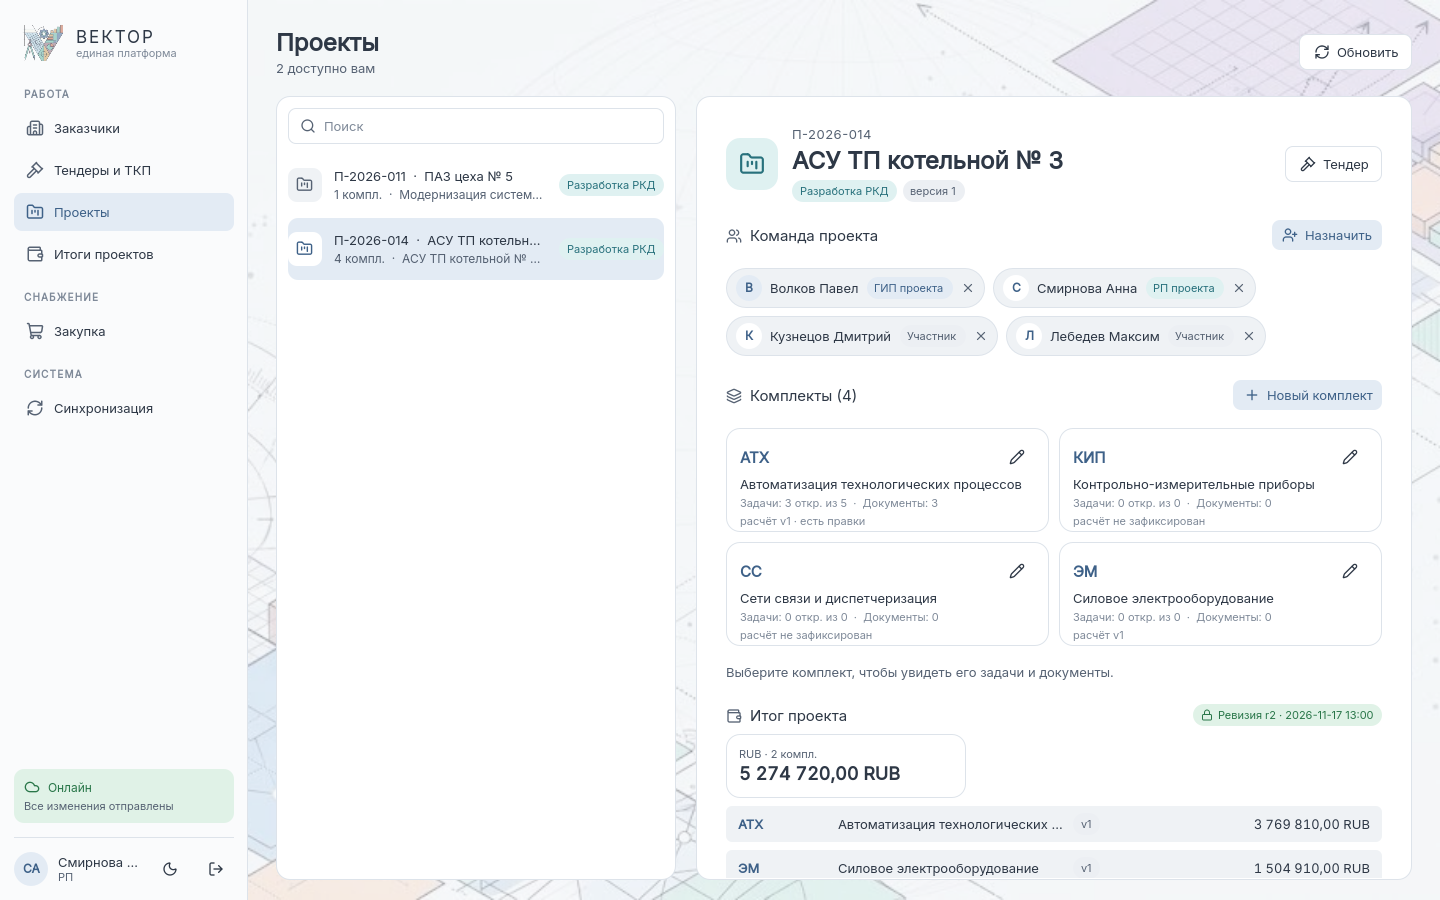 ВЕКТОР
единая платформа
РАБОТА
Заказчики
Тендеры и ТКП
Проекты
Итоги проектов
СНАБЖЕНИЕ
Закупка
СИСТЕМА
Синхронизация
Онлайн
Все изменения отправлены
СА
Смирнова ...
РП
Проекты
2 доступно вам
Обновить
Поиск
П-2026-011 · ПАЗ цеха № 5
1 компл. · Модернизация систем...
Разработка РКД
П-2026-014 · АСУ ТП котельн...
4 компл. · АСУ ТП котельной № ...
Разработка РКД
П-2026-014
АСУ ТП котельной № 3
Разработка РКД версия 1
Тендер
Команда проекта
Назначить
В Волков Павел ГИП проекта
С Смирнова Анна РП проекта
К Кузнецов Дмитрий Участник
Л Лебедев Максим Участник
Комплекты (4)
Новый комплект
АТХ
Автоматизация технологических процессов
Задачи: 3 откр. из 5 · Документы: 3
расчёт v1 · есть правки
КИП
Контрольно-измерительные приборы
Задачи: 0 откр. из 0 · Документы: 0
расчёт не зафиксирован
СС
Сети связи и диспетчеризация
Задачи: 0 откр. из 0 · Документы: 0
расчёт не зафиксирован
ЭМ
Силовое электрооборудование
Задачи: 0 откр. из 0 · Документы: 0
расчёт v1
Выберите комплект, чтобы увидеть его задачи и документы.
Итог проекта
Ревизия r2 · 2026-11-17 13:00
RUB · 2 компл.
5 274 720,00 RUB
АТХ Автоматизация технологических ... v1 3 769 810,00 RUB
ЭМ Силовое электрооборудование v1 1 504 910,00 RUB